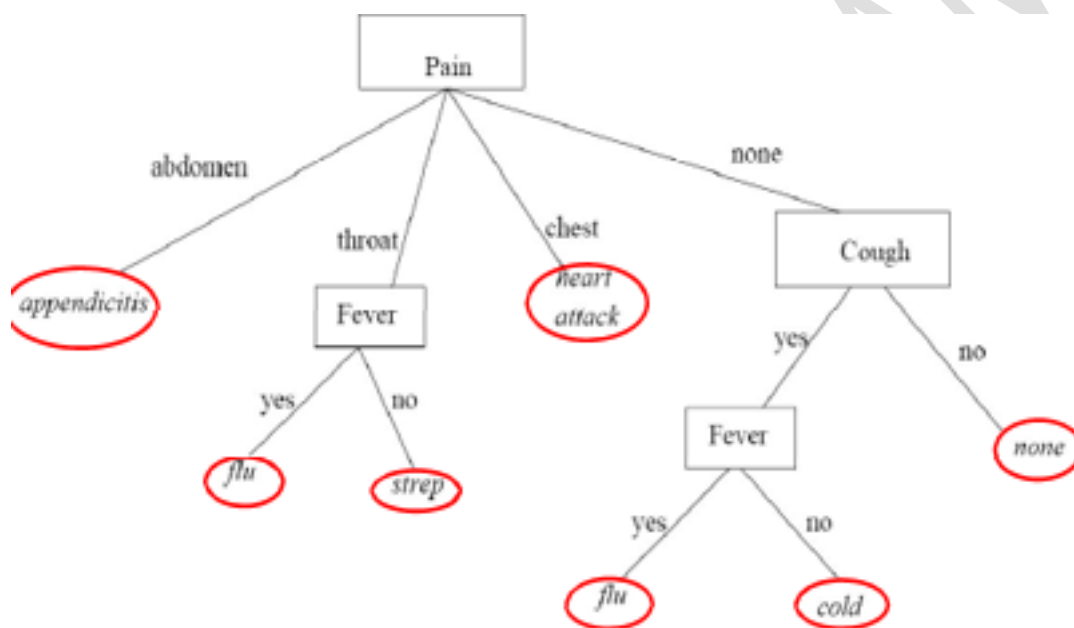 Pain
abdomen
throat
chest
none
appendicitis
Fever
heart
attack
Cough
yes
no
flu
strep
yes
no
Fever
none
yes
no
flu
cold